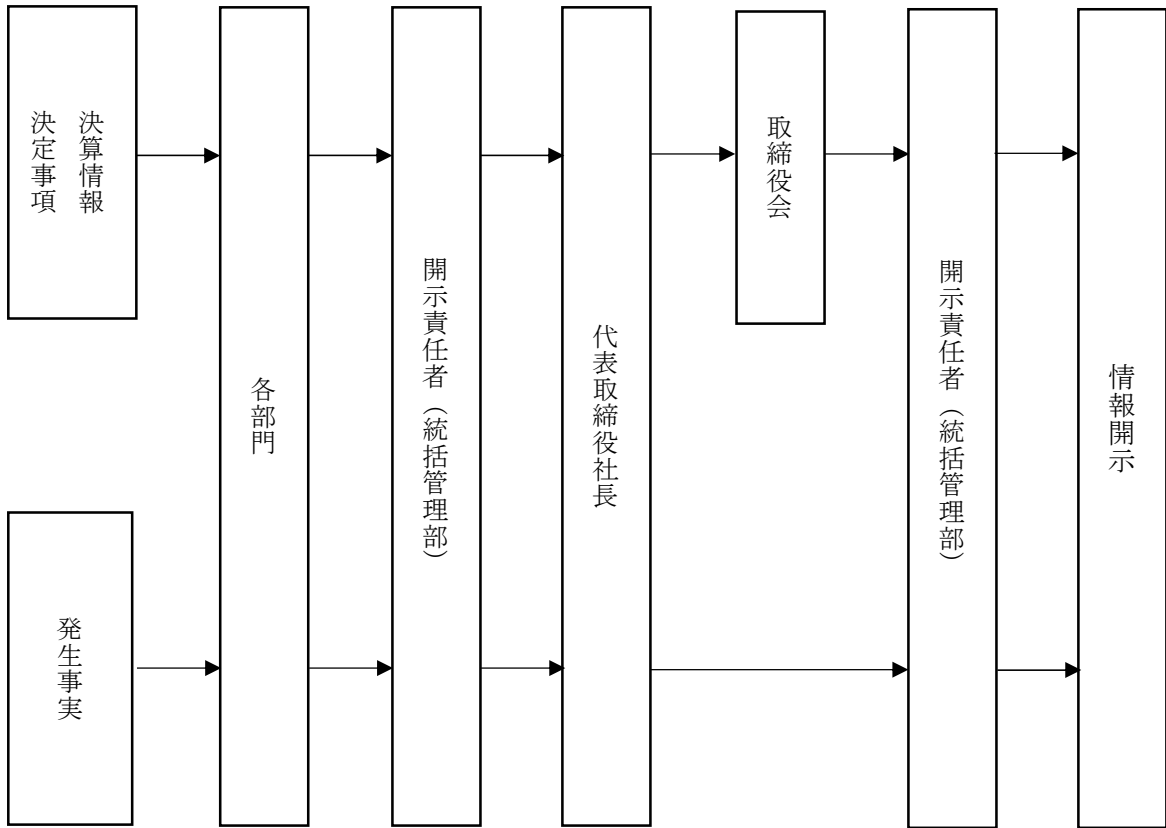 決算情報
決定事項
発生事実
各部門
開示責任者（統括管理部）
代表取締役社長
取締役会
開示責任者（統括管理部）
情報開示